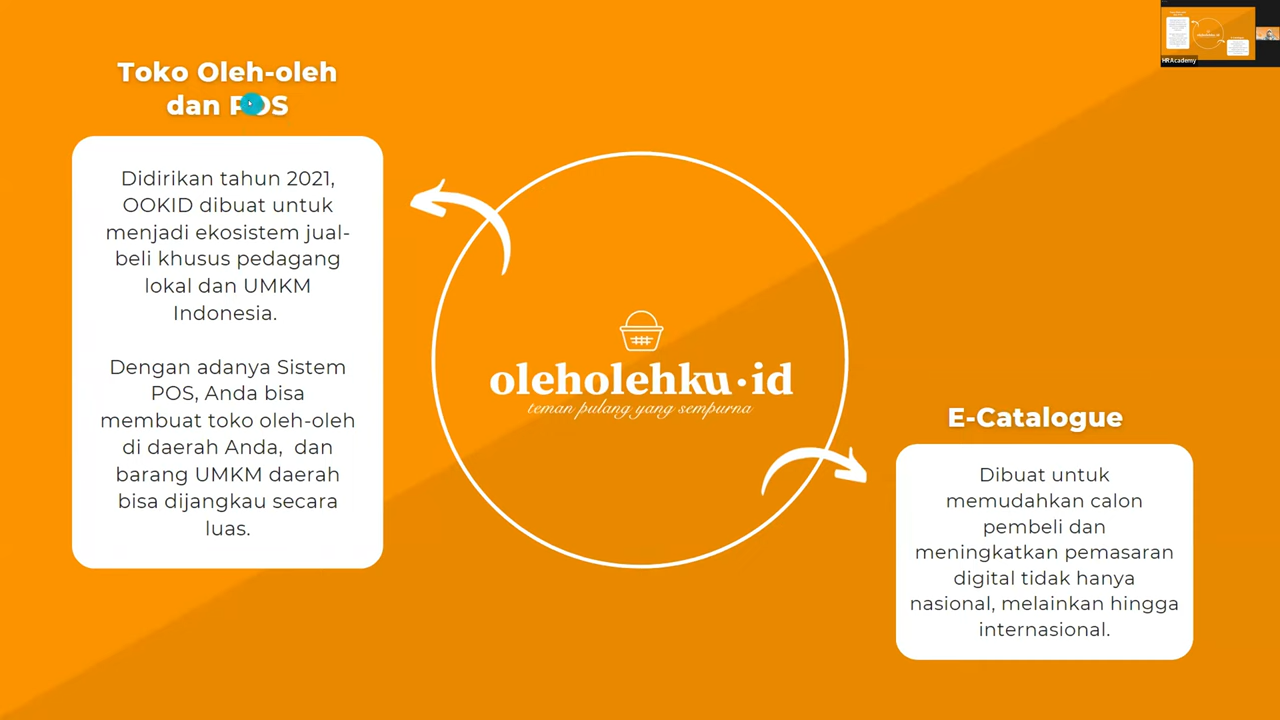 Toko Oleh-oleh
dan POS
Didirikan tahun 2021,
OOKID dibuat untuk
menjadi ekosistem jual-
beli khusus pedagang
lokal dan UMKM
Indonesia.
Dengan adanya Sistem
POS, Anda bisa
membuat toko oleh-oleh
di daerah Anda, dan
barang UMKM daerah
bisa dijangkau secara
luas.
oleholehku.id
teman pulang yang sempurna
E-Catalogue
Dibuat untuk
memudahkan calon
pembeli dan
meningkatkan pemasaran
digital tidak hanya
nasional, melainkan hingga
internasional.
HRAcademy